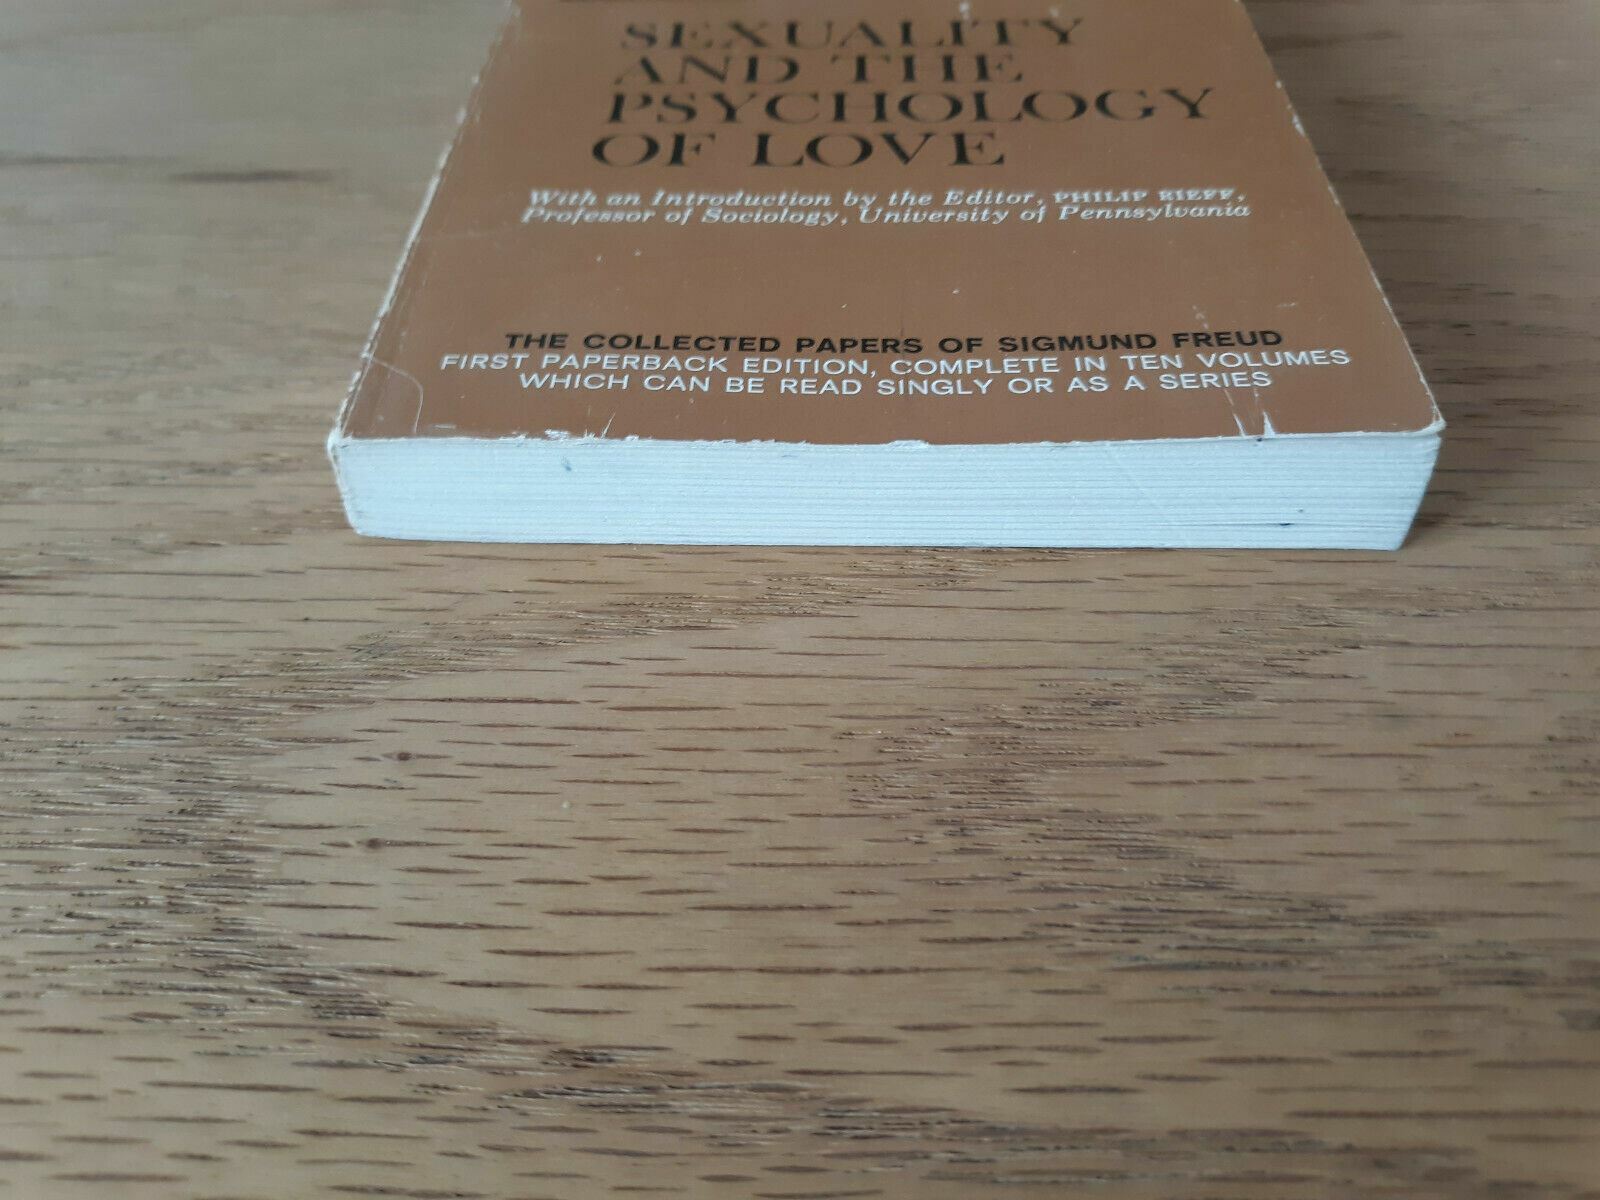 SEXUALITY
AND THE
PSYCHOLOGY
OF LOVE
With an Introduction by the Editor, PHILIP RIEFF,
Professor of Sociology, University of Pennsylvania
THE COLLECTED PAPERS OF SIGMUND FREUD
FIRST PAPERBACK EDITION, COMPLETE IN TEN VOLUMES
WHICH CAN BE READ SINGLY OR AS A SERIES